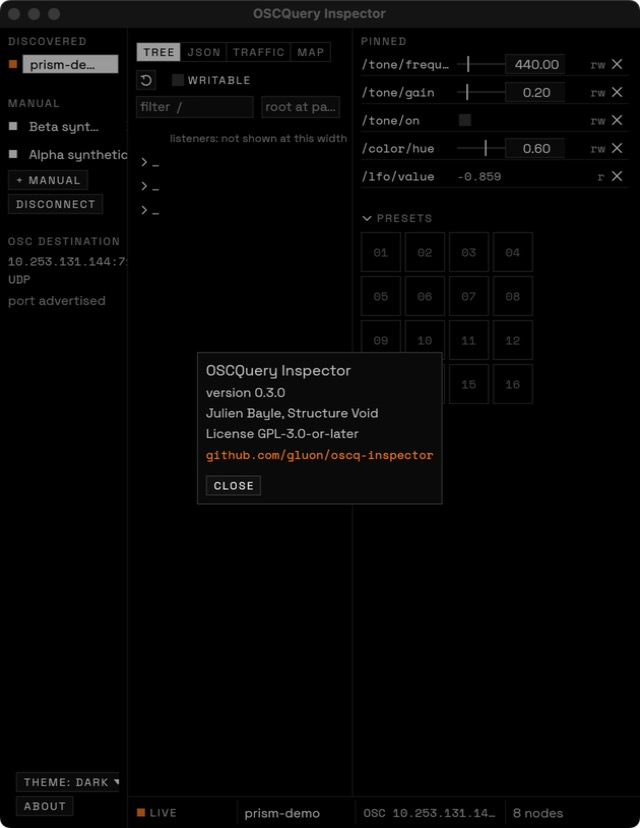 OSCQuery Inspector
DISCOVERED
prism-de…
MANUAL
Beta synt…
Alpha synthetic
+ MANUAL
DISCONNECT
OSC DESTINATION
10.253.131.144:7
UDP
port advertised
THEME: DARK
ABOUT
TREE JSON TRAFFIC MAP
WRITABLE
filter /
root at pa…
listeners: not shown at this width
> …
> …
> …
PINNED
/tone/frequ… 440.00 rw
/tone/gain 0.20 rw
/tone/on rw
/color/hue 0.60 rw
/lfo/value -0.859 r
PRESETS
01 02 03 04
05 06 07 08
09 10 11 12
15 16
OSCQuery Inspector
version 0.3.0
Julien Bayle, Structure Void
License GPL-3.0-or-later
github.com/gluon/oscq-inspector
CLOSE
LIVE prism-demo OSC 10.253.131.14… 8 nodes